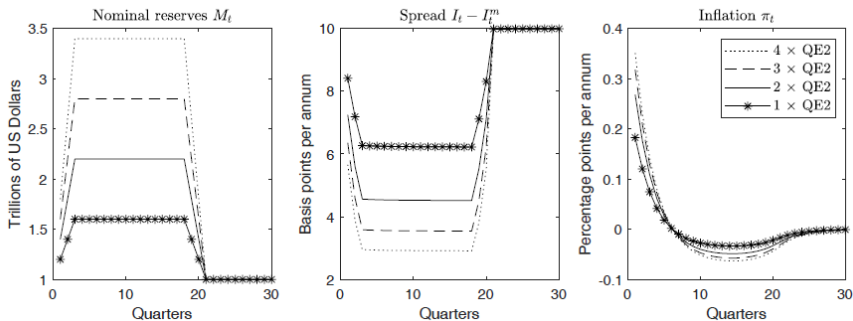 Nominal reserves M_t
Trillions of US Dollars
3.5
3
2.5
2
1.5
1
0 10 20 30
Quarters
Spread I_t − I_t^m
Basis points per annum
10
8
6
4
2
0 10 20 30
Quarters
Inflation π_t
Percentage points per annum
0.4
0.3
0.2
0.1
0
-0.1
0 10 20 30
Quarters
4 × QE2
3 × QE2
2 × QE2
1 × QE2